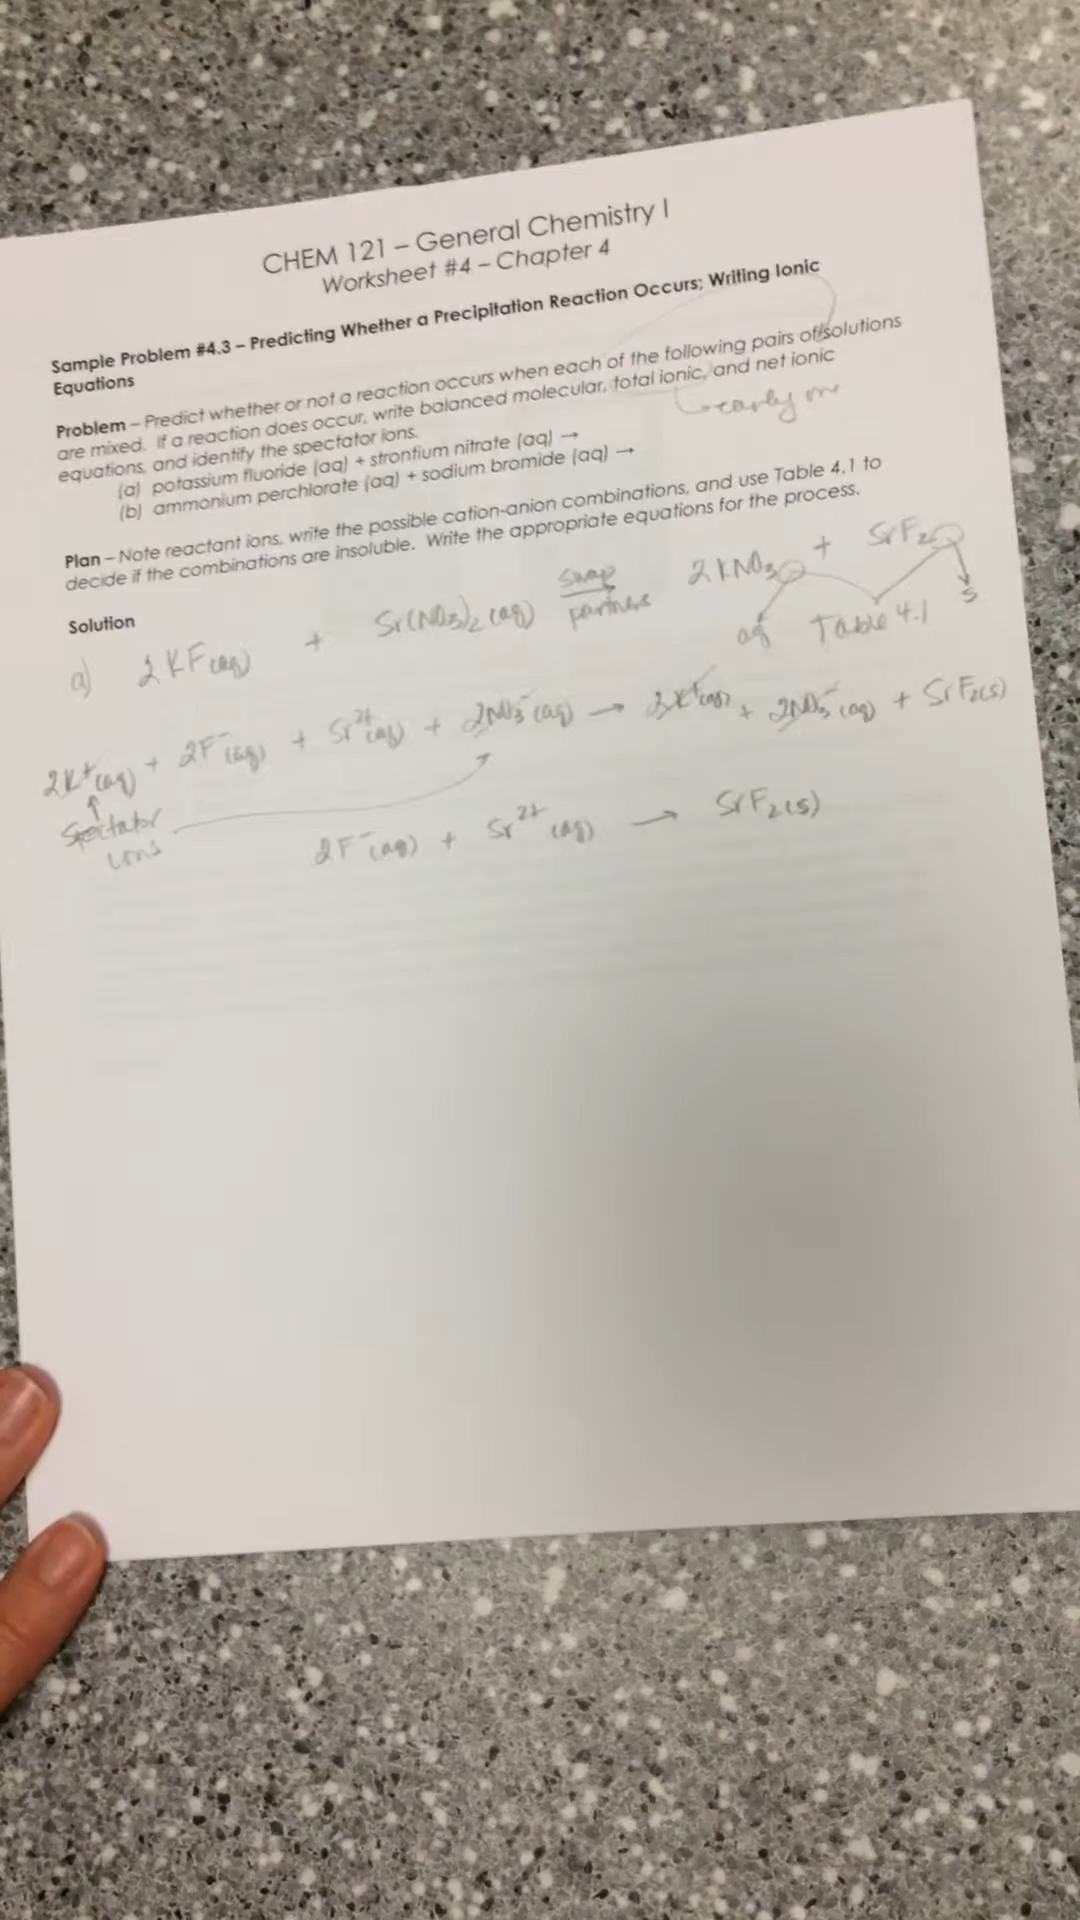 CHEM 121 – General Chemistry I
Worksheet #4 – Chapter 4
Sample Problem #4.3 – Predicting Whether a Precipitation Reaction Occurs; Writing Ionic
Equations
Problem – Predict whether or not a reaction occurs when each of the following pairs of solutions
are mixed. If a reaction does occur, write balanced molecular, total ionic, and net ionic
equations, and identify the spectator ions.
(a) potassium fluoride (aq) + strontium nitrate (aq) →
(b) ammonium perchlorate (aq) + sodium bromide (aq) →
Plan – Note reactant ions, write the possible cation-anion combinations, and use Table 4.1 to
decide if the combinations are insoluble. Write the appropriate equations for the process.
Solution
a) 2KF(aq) + Sr(NO₃)₂(aq) swap partners 2KNO₃ + SrF₂
aq Table 4.1 s
2K⁺(aq) + 2F⁻(aq) + Sr²⁺(aq) + 2NO₃⁻(aq) → 2K⁺(aq) + 2NO₃⁻(aq) + SrF₂(s)
Spectator
ions
2F⁻(aq) + Sr²⁺(aq) → SrF₂(s)